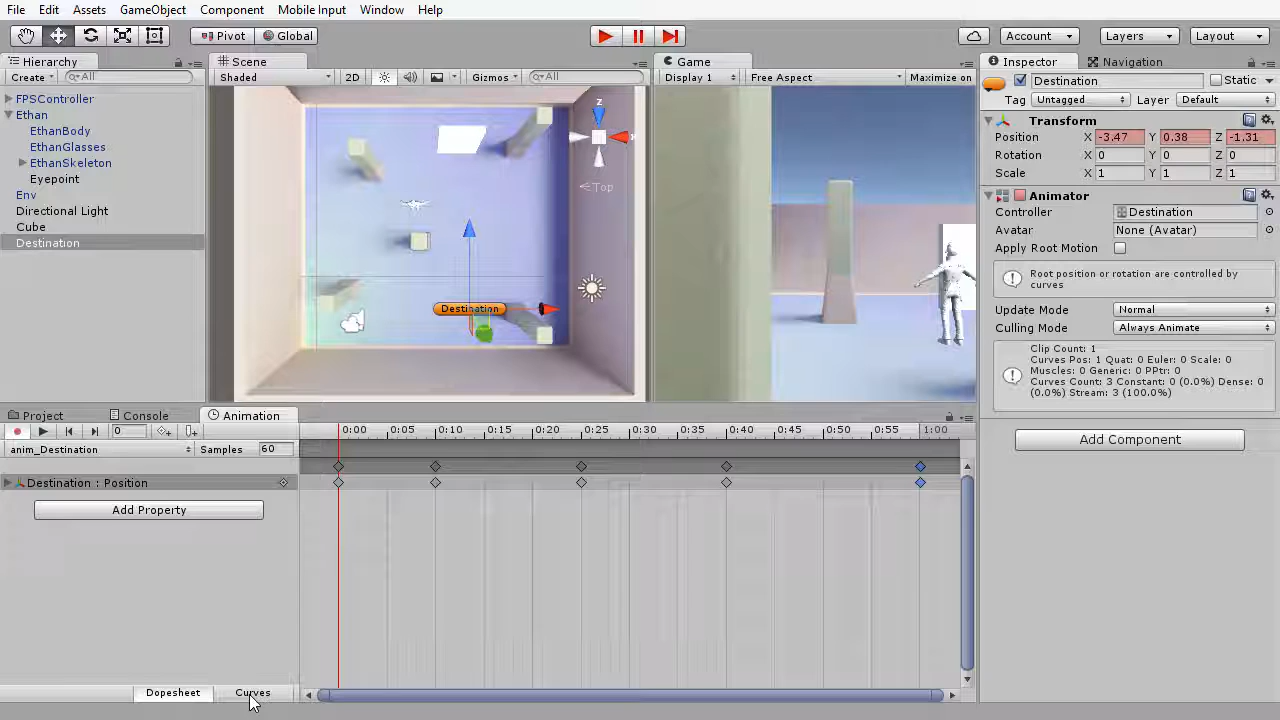 File Edit Assets GameObject Component Mobile Input Window Help
Pivot Global Account Layers Layout
Hierarchy Scene Game Inspector Navigation
Create All Shaded 2D Gizmos All Display 1 Free Aspect Maximize on
Destination Static
Tag Untagged Layer Default
FPSController
Ethan
EthanBody
EthanGlasses
EthanSkeleton
Eyepoint
Env
Directional Light
Cube
Destination
z
Top
Destination
Transform
Position X -3.47 Y 0.38 Z -1.31
Rotation X 0 Y 0 Z 0
Scale X 1 Y 1 Z 1
Animator
Controller Destination
Avatar None (Avatar)
Apply Root Motion
Root position or rotation are controlled by
curves
Update Mode Normal
Culling Mode Always Animate
Clip Count: 1
Curves Pos: 1 Quat: 0 Euler: 0 Scale: 0
Muscles: 0 Generic: 0 PPtr: 0
Curves Count: 3 Constant: 0 (0.0%) Dense: 0
(0.0%) Stream: 3 (100.0%)
Add Component
Project Console Animation
0 0:00 0:05 0:10 0:15 0:20 0:25 0:30 0:35 0:40 0:45 0:50 0:55 1:00
anim_Destination Samples 60
Destination : Position
Add Property
Dopesheet Curves